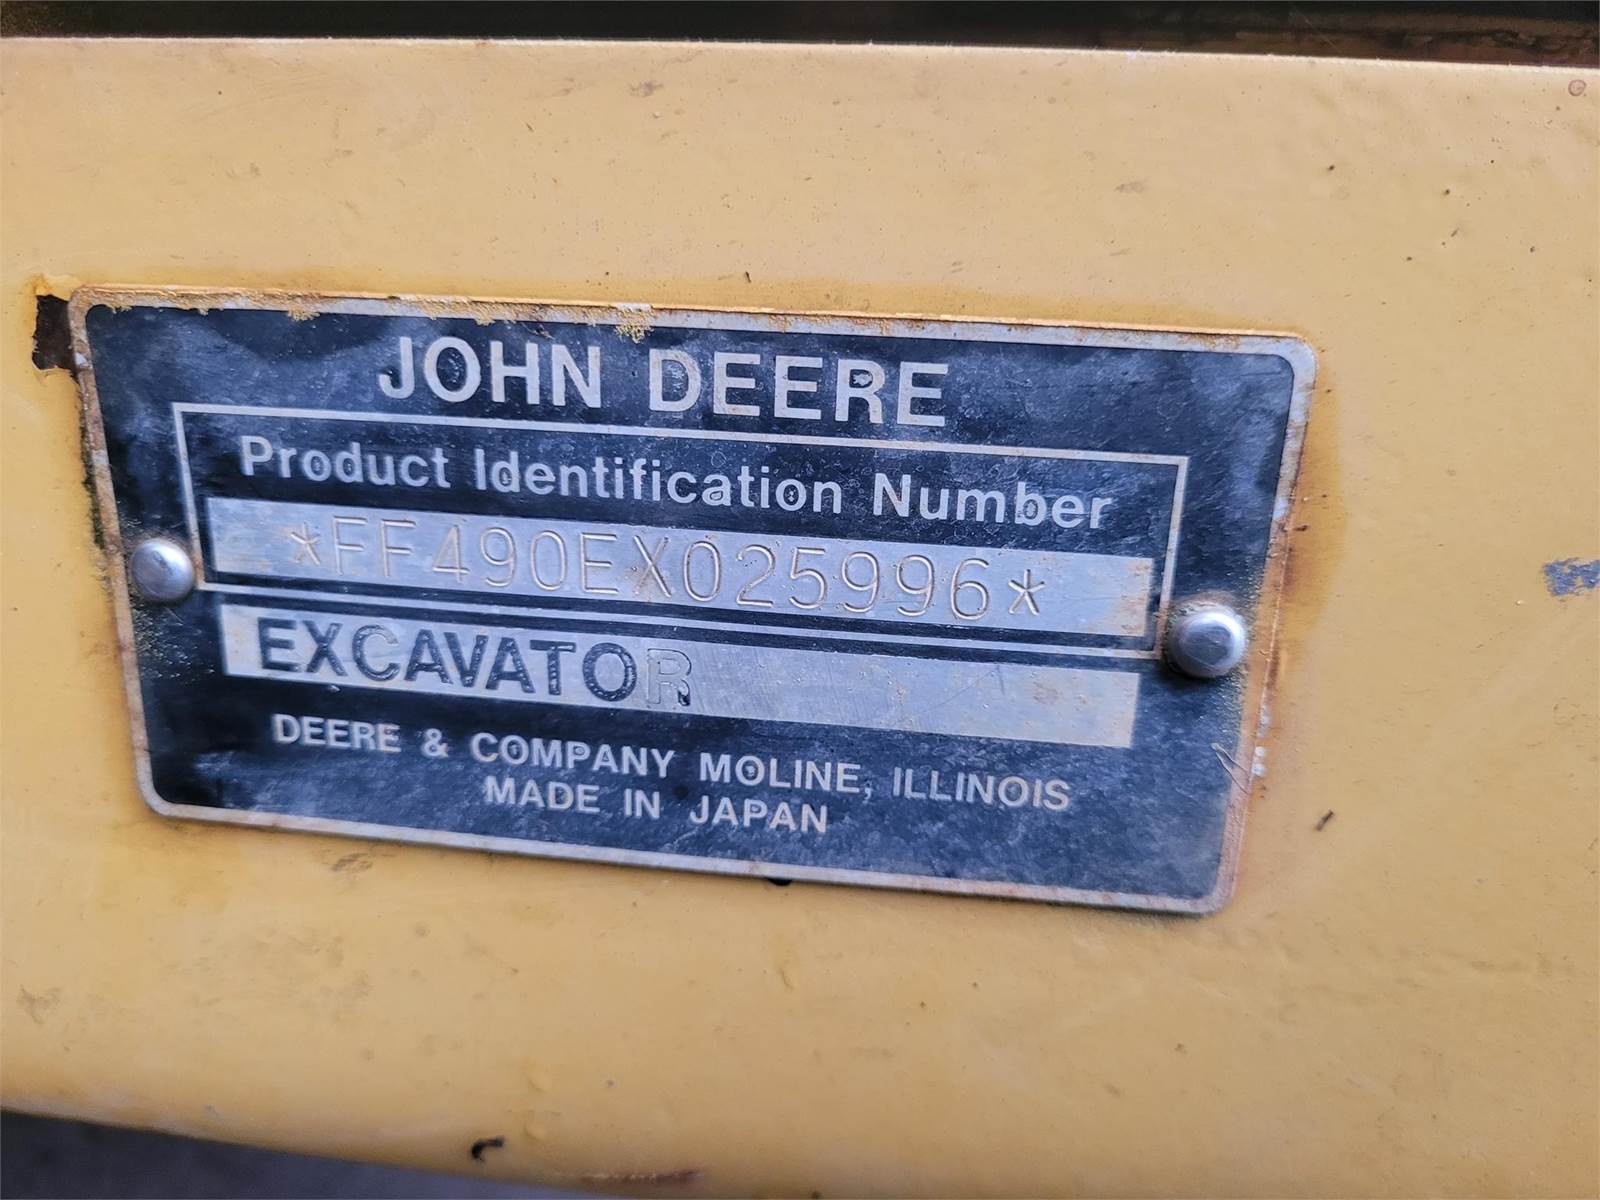 JOHN DEERE
Product Identification Number
*FF490EX025996*
EXCAVATOR
DEERE & COMPANY MOLINE, ILLINOIS
MADE IN JAPAN